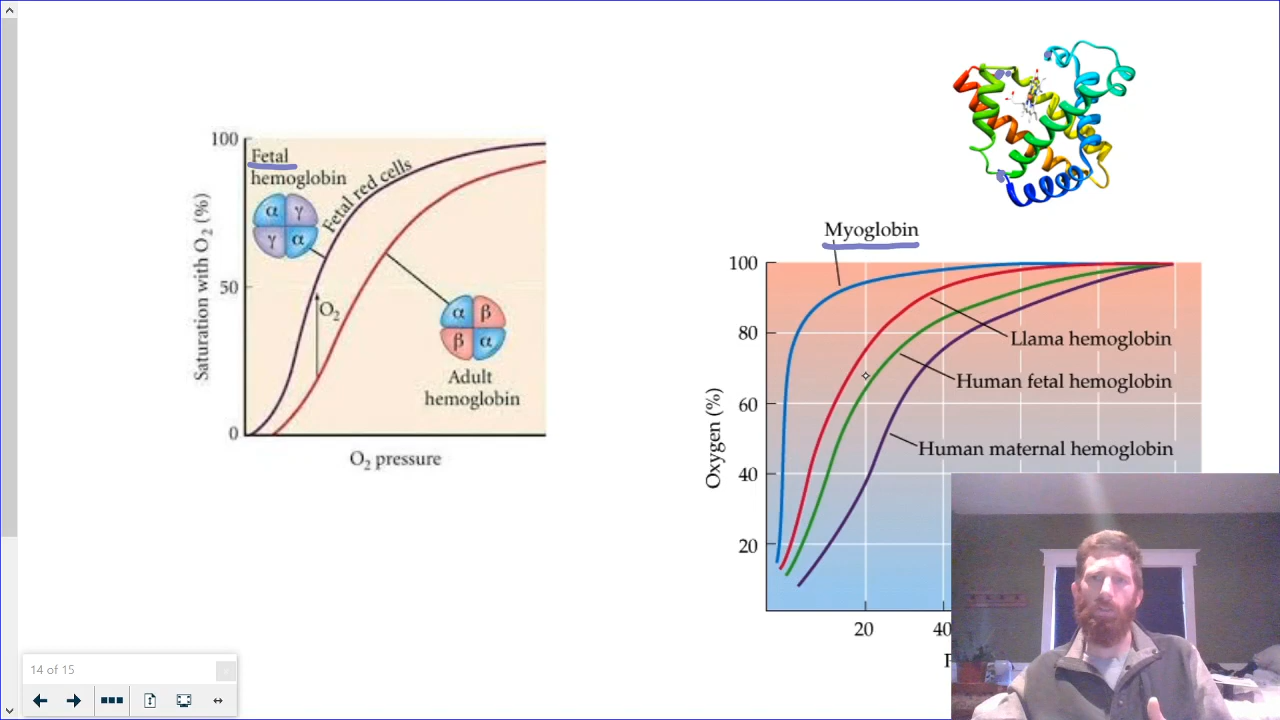 100
Fetal
hemoglobin
Fetal red cells
α γ
γ α
Saturation with O₂ (%)
50
O₂
α β
β α
Adult
hemoglobin
0
O₂ pressure
Myoglobin
100
Llama hemoglobin
80
Human fetal hemoglobin
60
Oxygen (%)
Human maternal hemoglobin
40
20
20 40
14 of 15